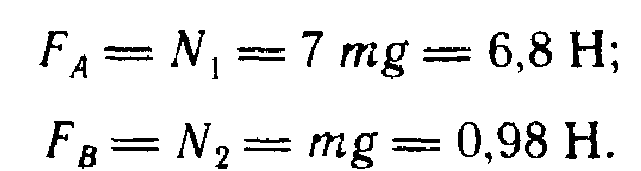 F_A = N_1 = 7 mg = 6,8 Н;
F_B = N_2 = mg = 0,98 Н.